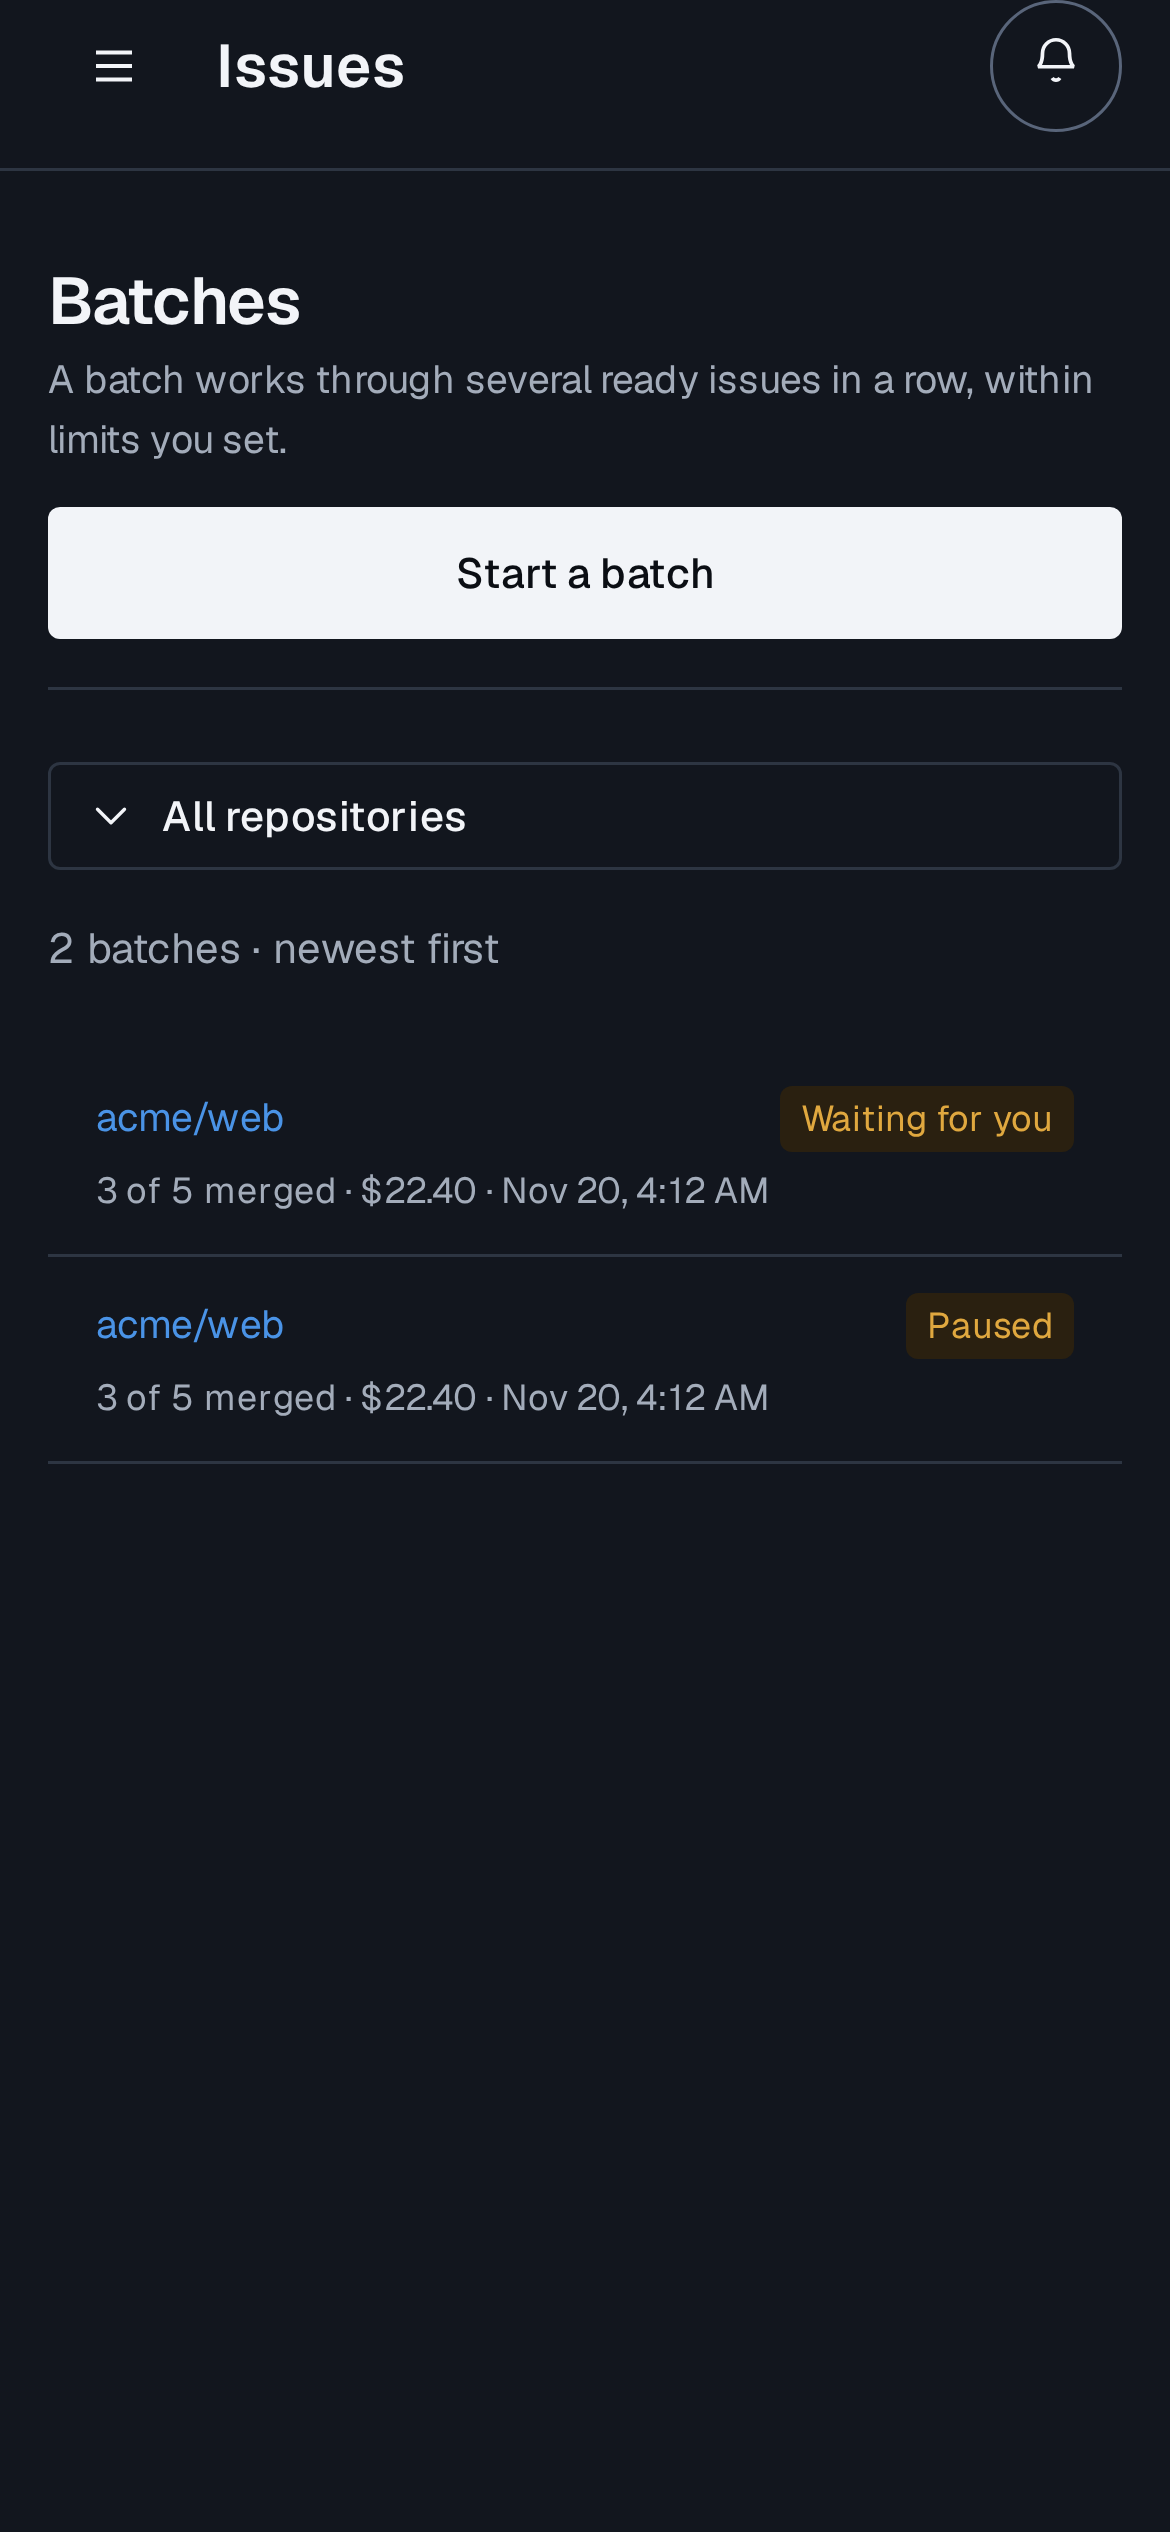 Issues
Batches
A batch works through several ready issues in a row, within
limits you set.
Start a batch
All repositories
2 batches · newest first
acme/web
Waiting for you
3 of 5 merged · $22.40 · Nov 20, 4:12 AM
acme/web
Paused
3 of 5 merged · $22.40 · Nov 20, 4:12 AM